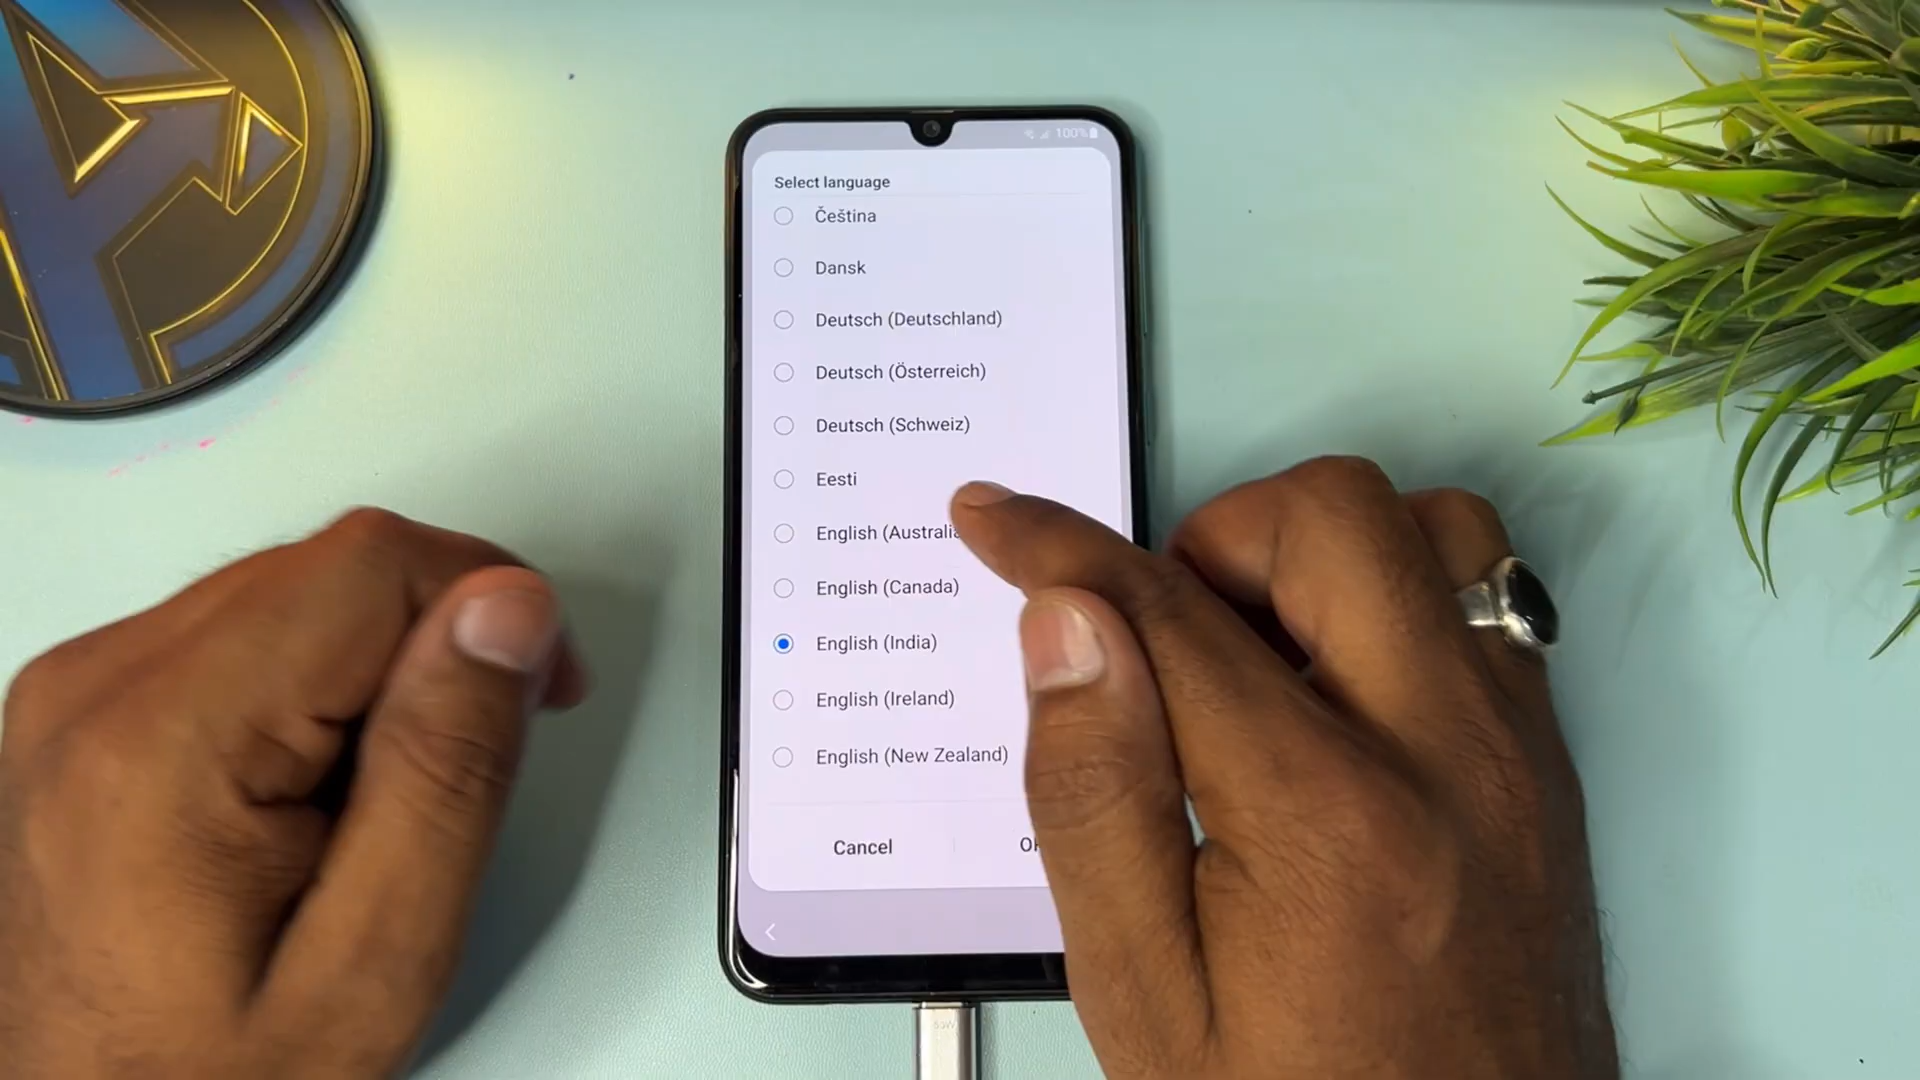 100%
Select language
Čeština
Dansk
Deutsch (Deutschland)
Deutsch (Österreich)
Deutsch (Schweiz)
Eesti
English (Australia
English (Canada)
English (India)
English (Ireland)
English (New Zealand)
Cancel